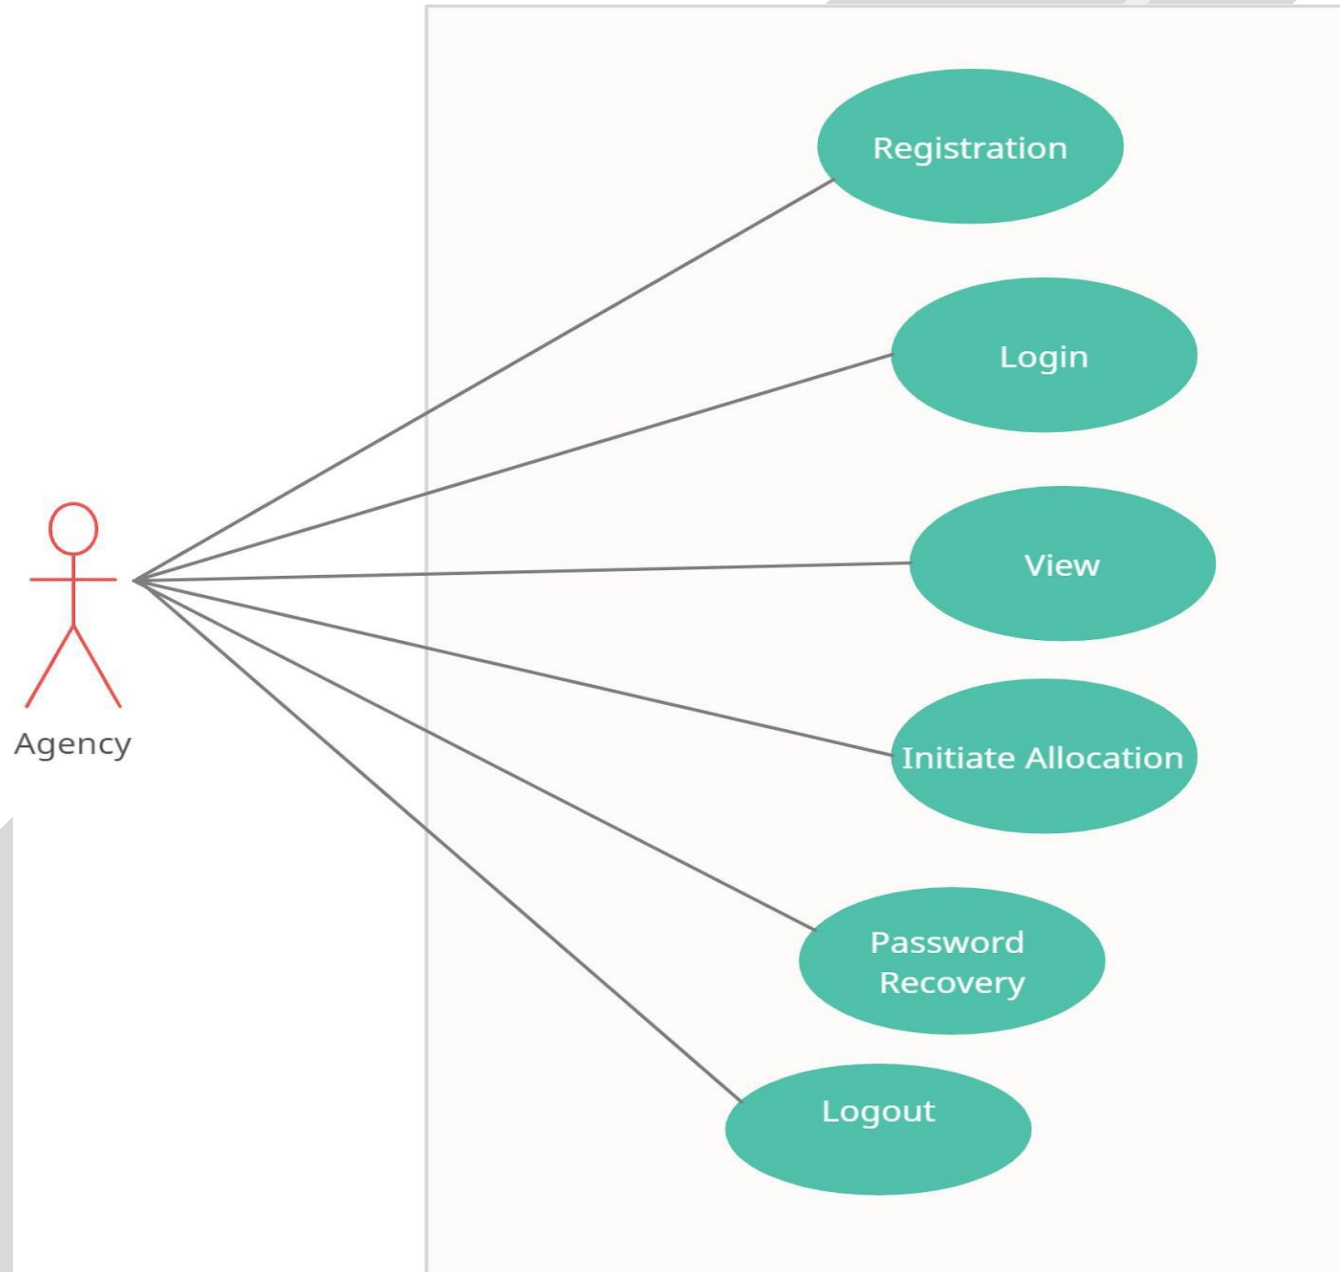 Registration
Login
View
Agency
Initiate Allocation
Password
Recovery
Logout